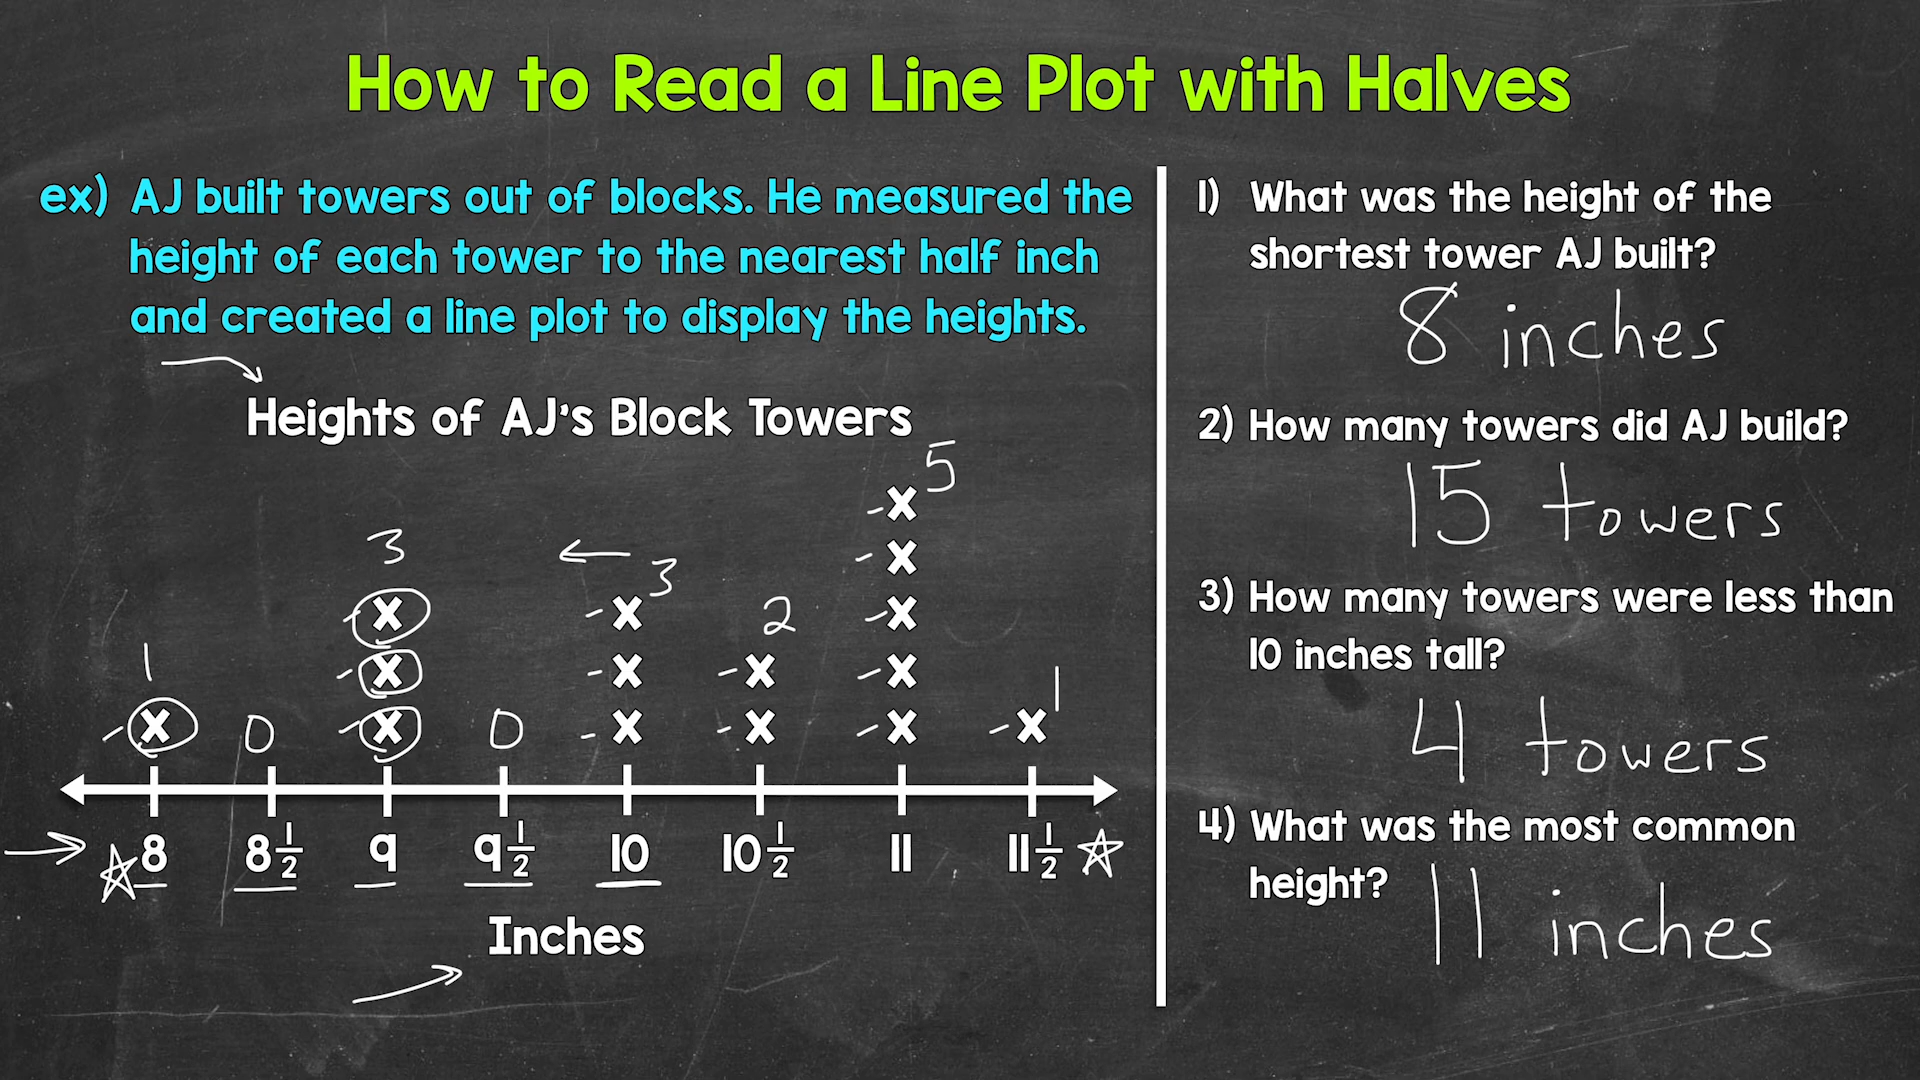 How to Read a Line Plot with Halves
ex) AJ built towers out of blocks. He measured the
height of each tower to the nearest half inch
and created a line plot to display the heights.
Heights of AJ's Block Towers
5
3
3
2
1
1
0
0
x
x
x x
x x x x
x x x x x x
8 8 1/2 9 9 1/2 10 10 1/2 11 11 1/2
Inches
1) What was the height of the
shortest tower AJ built?
8 inches
2) How many towers did AJ build?
15 towers
3) How many towers were less than
10 inches tall?
4 towers
4) What was the most common
height?
11 inches